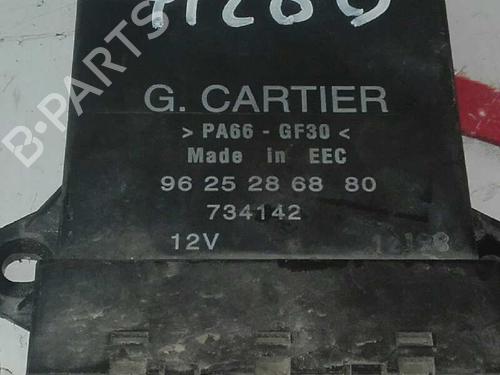 B-PARTS
G. CARTIER
> PA66 - GF30 <
Made in EEC
96 25 28 68 80
734142
12V